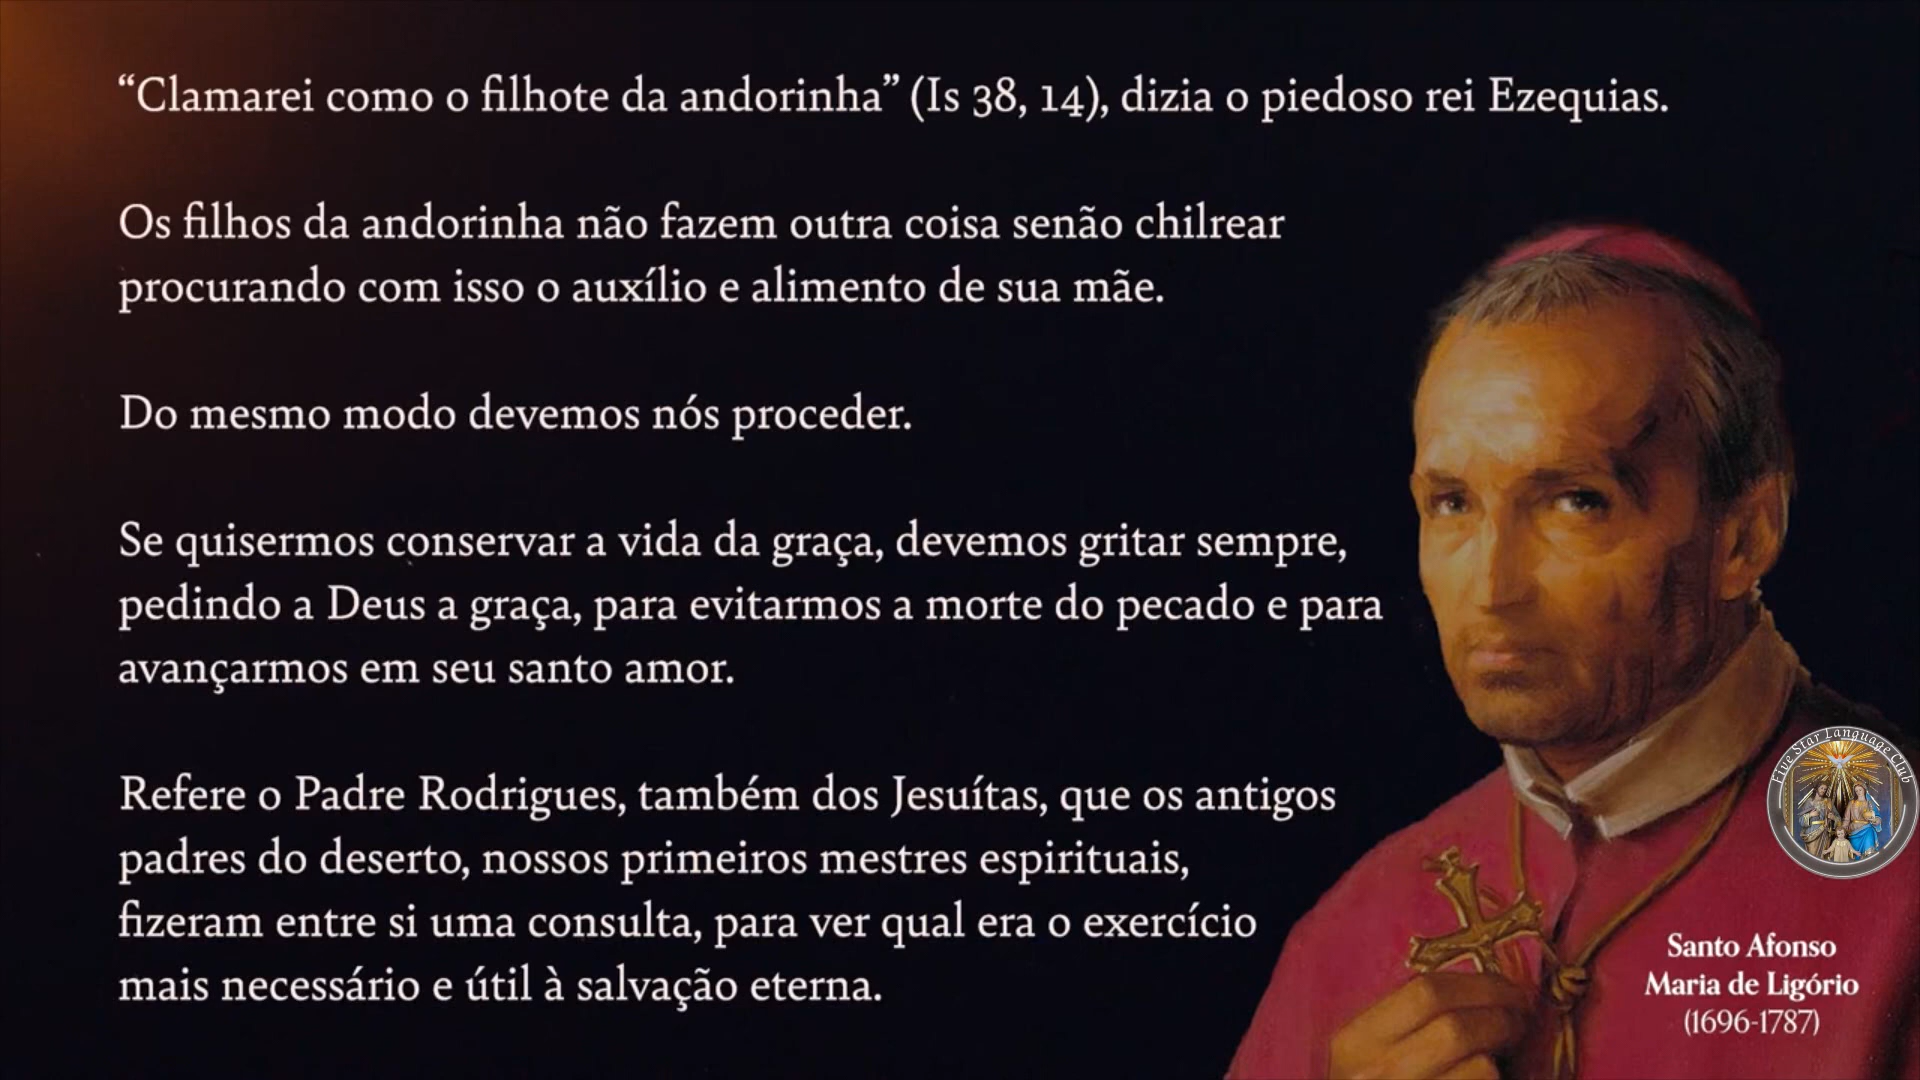 “Clamarei como o filhote da andorinha” (Is 38, 14), dizia o piedoso rei Ezequias.
Os filhos da andorinha não fazem outra coisa senão chilrear
procurando com isso o auxílio e alimento de sua mãe.
Do mesmo modo devemos nós proceder.
Se quisermos conservar a vida da graça, devemos gritar sempre,
pedindo a Deus a graça, para evitarmos a morte do pecado e para
avançarmos em seu santo amor.
Refere o Padre Rodrigues, também dos Jesuítas, que os antigos
padres do deserto, nossos primeiros mestres espirituais,
fizeram entre si uma consulta, para ver qual era o exercício
mais necessário e útil à salvação eterna.
Five Star Language Club
Santo Afonso
Maria de Ligório
(1696-1787)